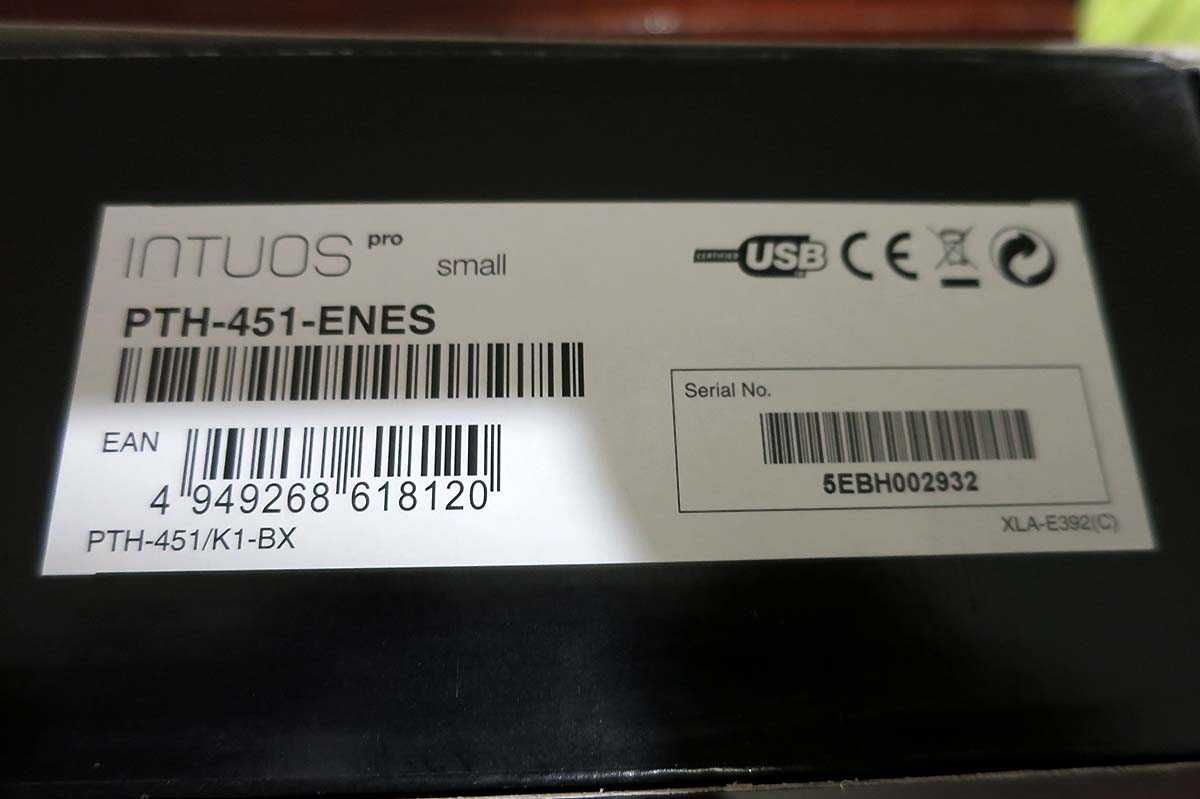 INTUOS pro small
PTH-451-ENES
EAN
4 949268 618120
PTH-451/K1-BX
CERTIFIED USB CE
Serial No.
5EBH002932
XLA-E392(C)